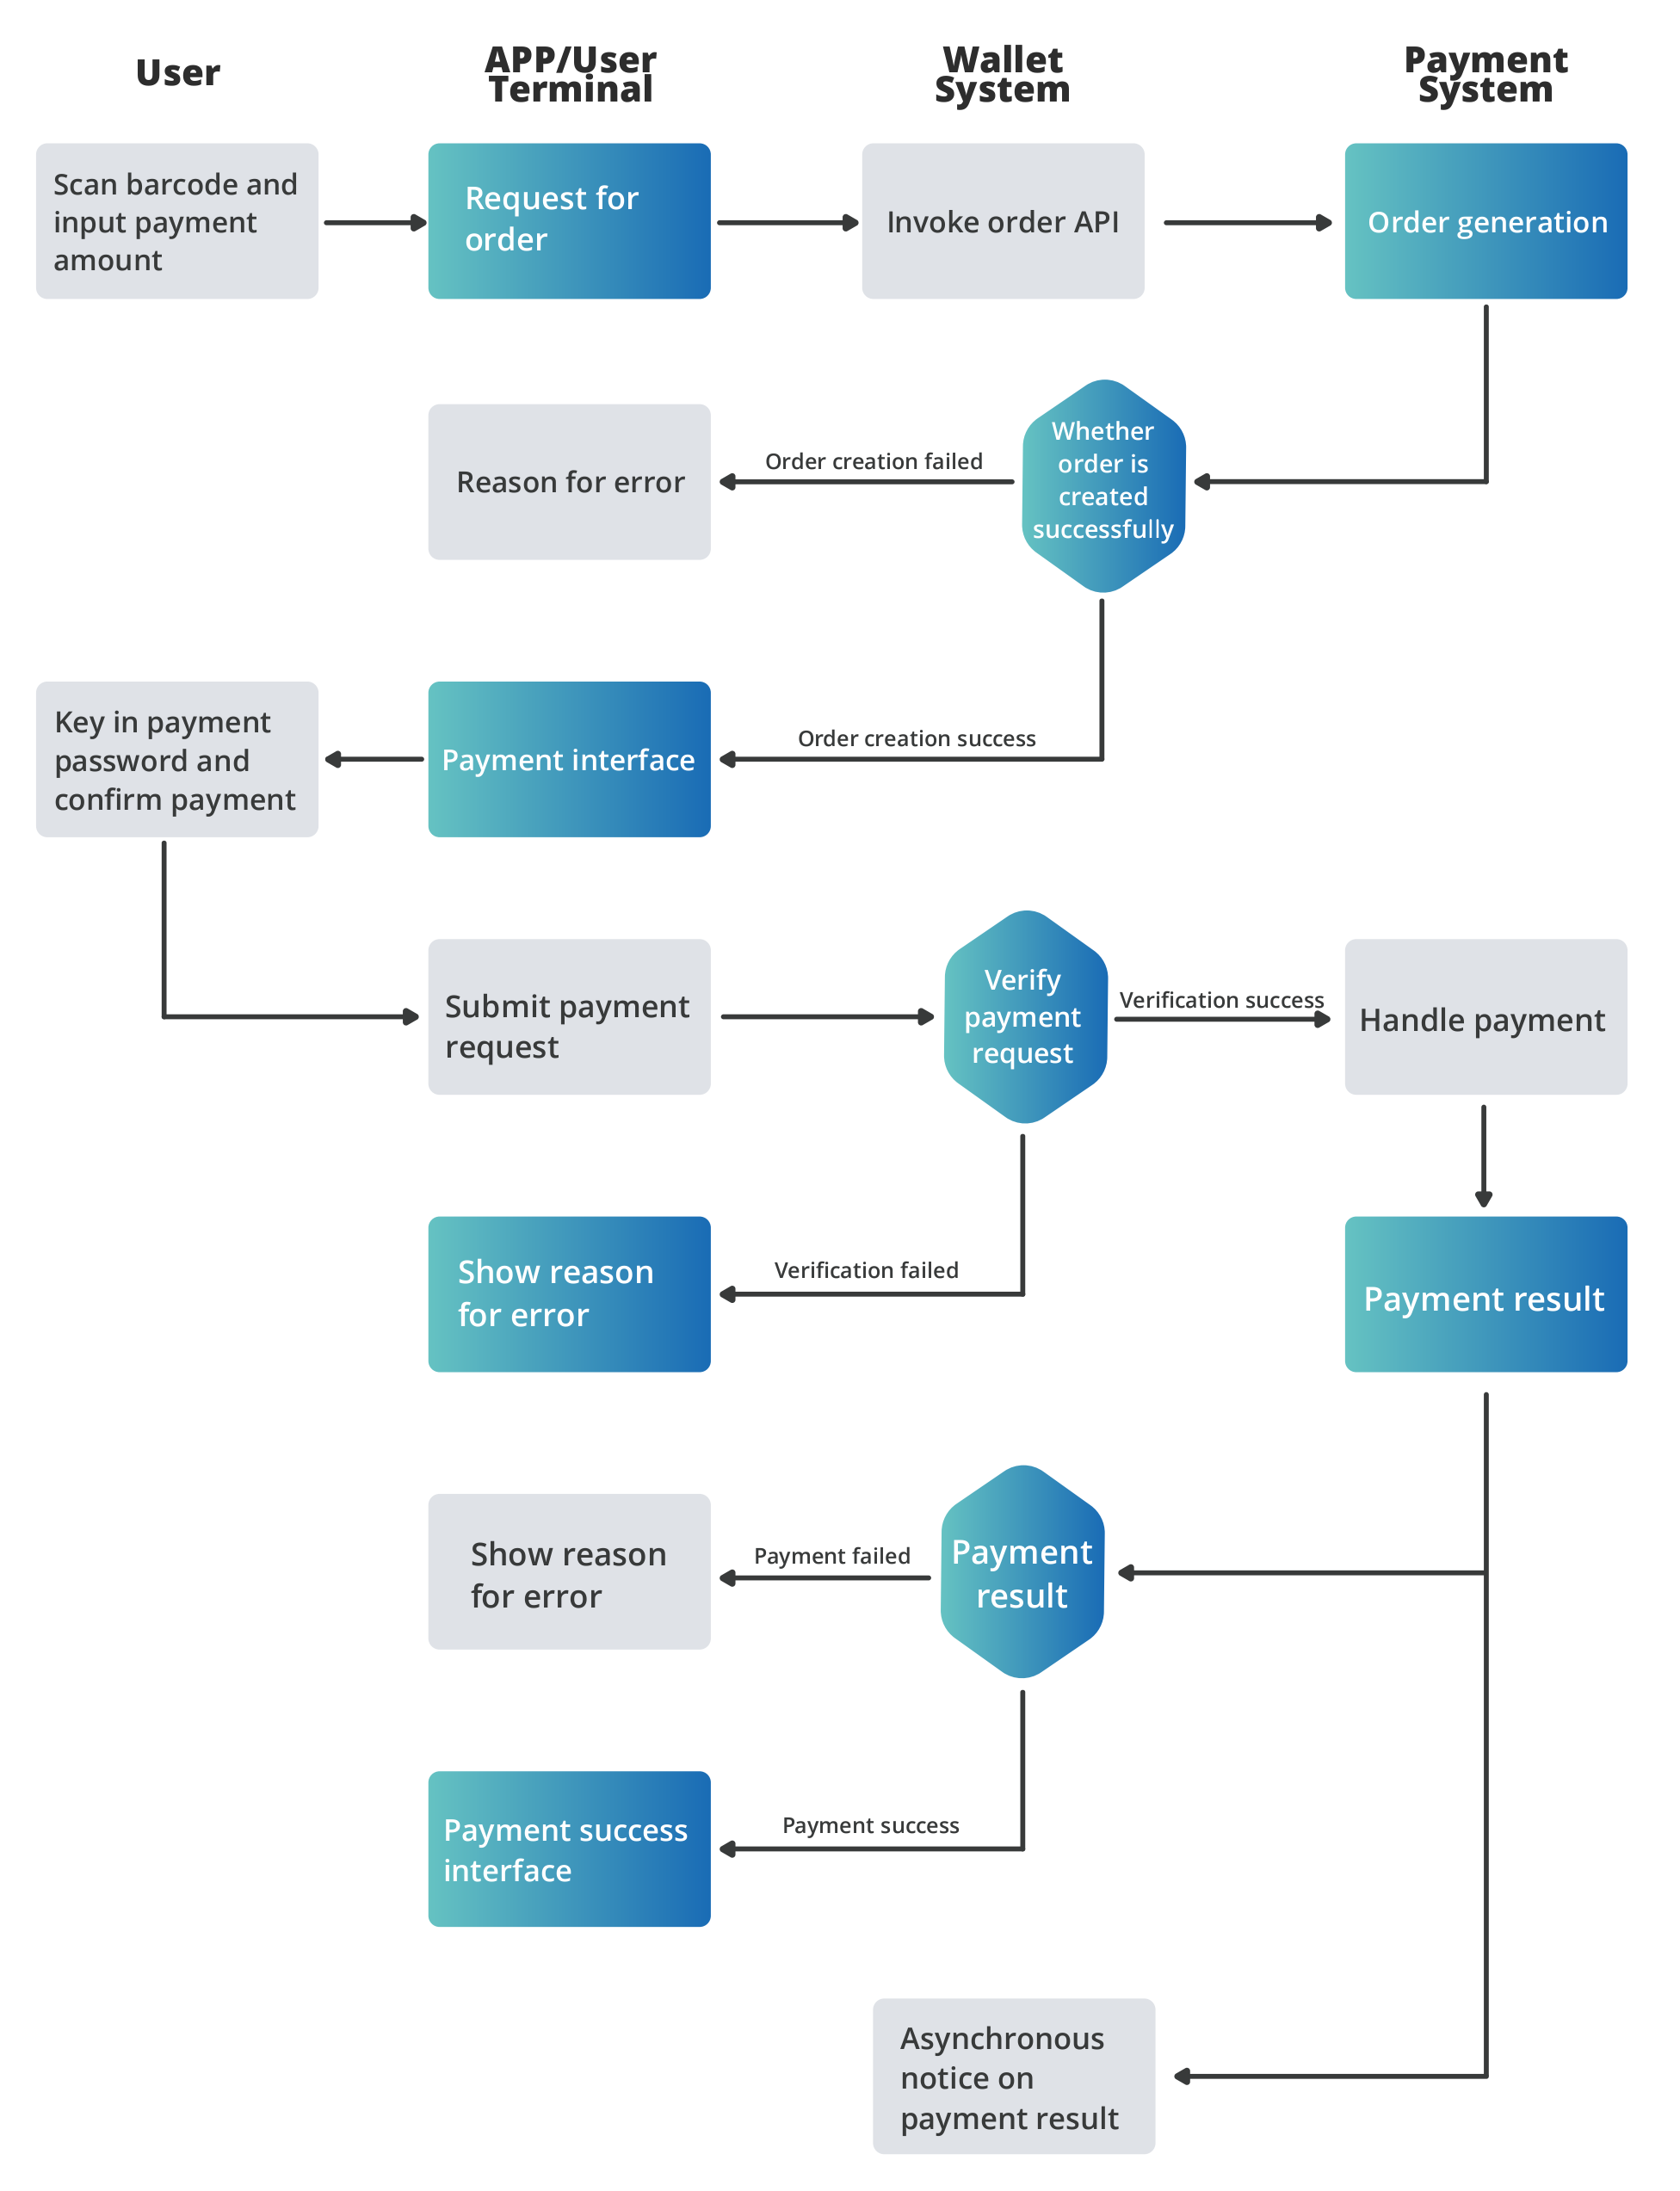 User
APP/User
Terminal
Wallet
System
Payment
System
Scan barcode and
input payment
amount
Request for
order
Invoke order API
Order generation
Reason for error
Order creation failed
Whether
order is
created
successfully
Key in payment
password and
confirm payment
Payment interface
Order creation success
Submit payment
request
Verify
payment
request
Verification success
Handle payment
Show reason
for error
Verification failed
Payment result
Show reason
for error
Payment failed
Payment
result
Payment success
interface
Payment success
Asynchronous
notice on
payment result